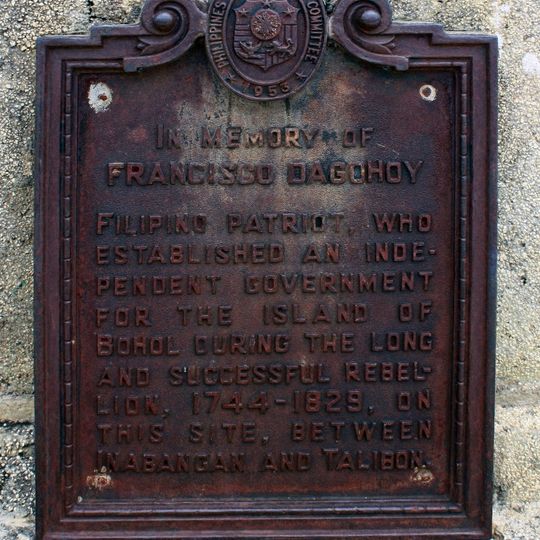 PHILIPPINES COMMITTEE
1953
IN MEMORY OF
FRANCISCO DAGOHOY
FILIPINO PATRIOT, WHO
ESTABLISHED AN INDE-
PENDENT GOVERNMENT
FOR THE ISLAND OF
BOHOL DURING THE LONG
AND SUCCESSFUL REBEL-
LION, 1744-1829, ON
THIS SITE, BETWEEN
INABANGAN AND TALIBON.